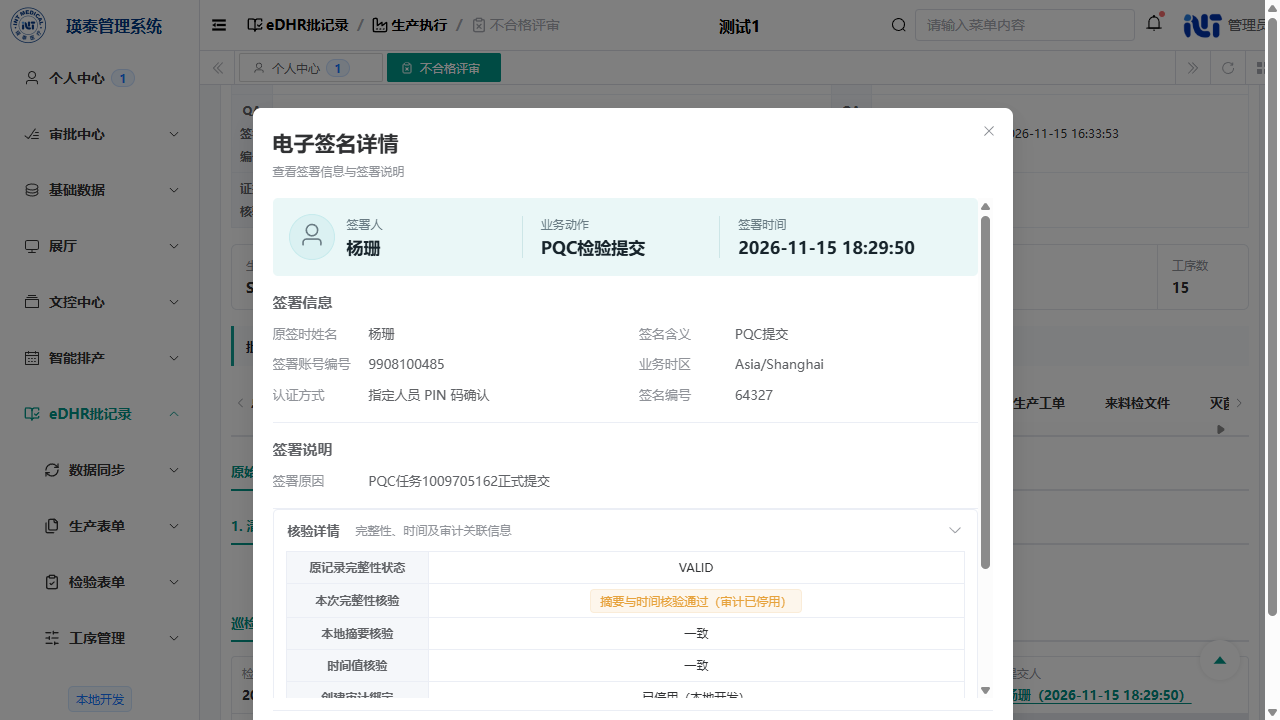 瑛泰管理系统
eDHR批记录 / 生产执行 / 不合格评审
测试1
请输入菜单内容
管理员
个人中心 1
审批中心
基础数据
展厅
文控中心
智能排产
eDHR批记录
数据同步
生产表单
检验表单
工序管理
本地开发
个人中心 1
不合格评审
26-11-15 16:33:53
工序数
15
生产工单
来料检文件
电子签名详情
查看签署信息与签署说明
签署人
杨珊
业务动作
PQC检验提交
签署时间
2026-11-15 18:29:50
签署信息
原签时姓名 杨珊
签名含义 PQC提交
签署账号编号 9908100485
业务时区 Asia/Shanghai
认证方式 指定人员 PIN 码确认
签名编号 64327
签署说明
签署原因 PQC任务1009705162正式提交
核验详情 完整性、时间及审计关联信息
原记录完整性状态 VALID
本次完整性核验 摘要与时间核验通过（审计已停用）
本地摘要核验 一致
时间值核验 一致
创建审计绑定 已停用（本地开发）
杨珊（2026-11-15 18:29:50）